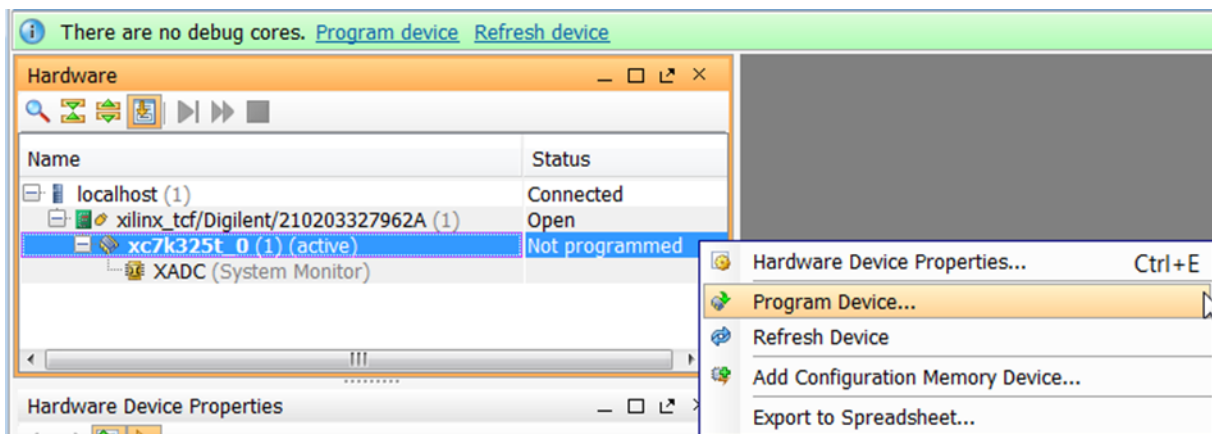 There are no debug cores. Program device Refresh device
Hardware
Name Status
localhost (1) Connected
xilinx_tcf/Digilent/210203327962A (1) Open
xc7k325t_0 (1) (active) Not programmed
XADC (System Monitor)
Hardware Device Properties... Ctrl+E
Program Device...
Refresh Device
Add Configuration Memory Device...
Export to Spreadsheet...
Hardware Device Properties